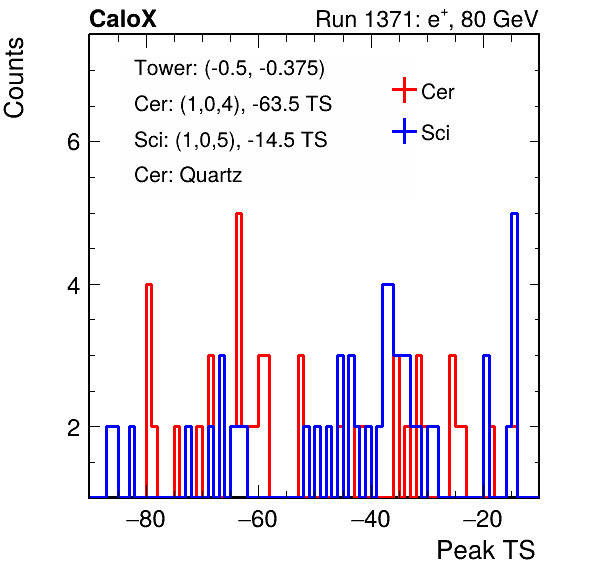 CaloX Run 1371: e⁺, 80 GeV
Counts
Tower: (-0.5, -0.375)
Cer: (1,0,4), -63.5 TS
Sci: (1,0,5), -14.5 TS
Cer: Quartz
Cer
Sci
6
4
2
−80 −60 −40 −20
Peak TS